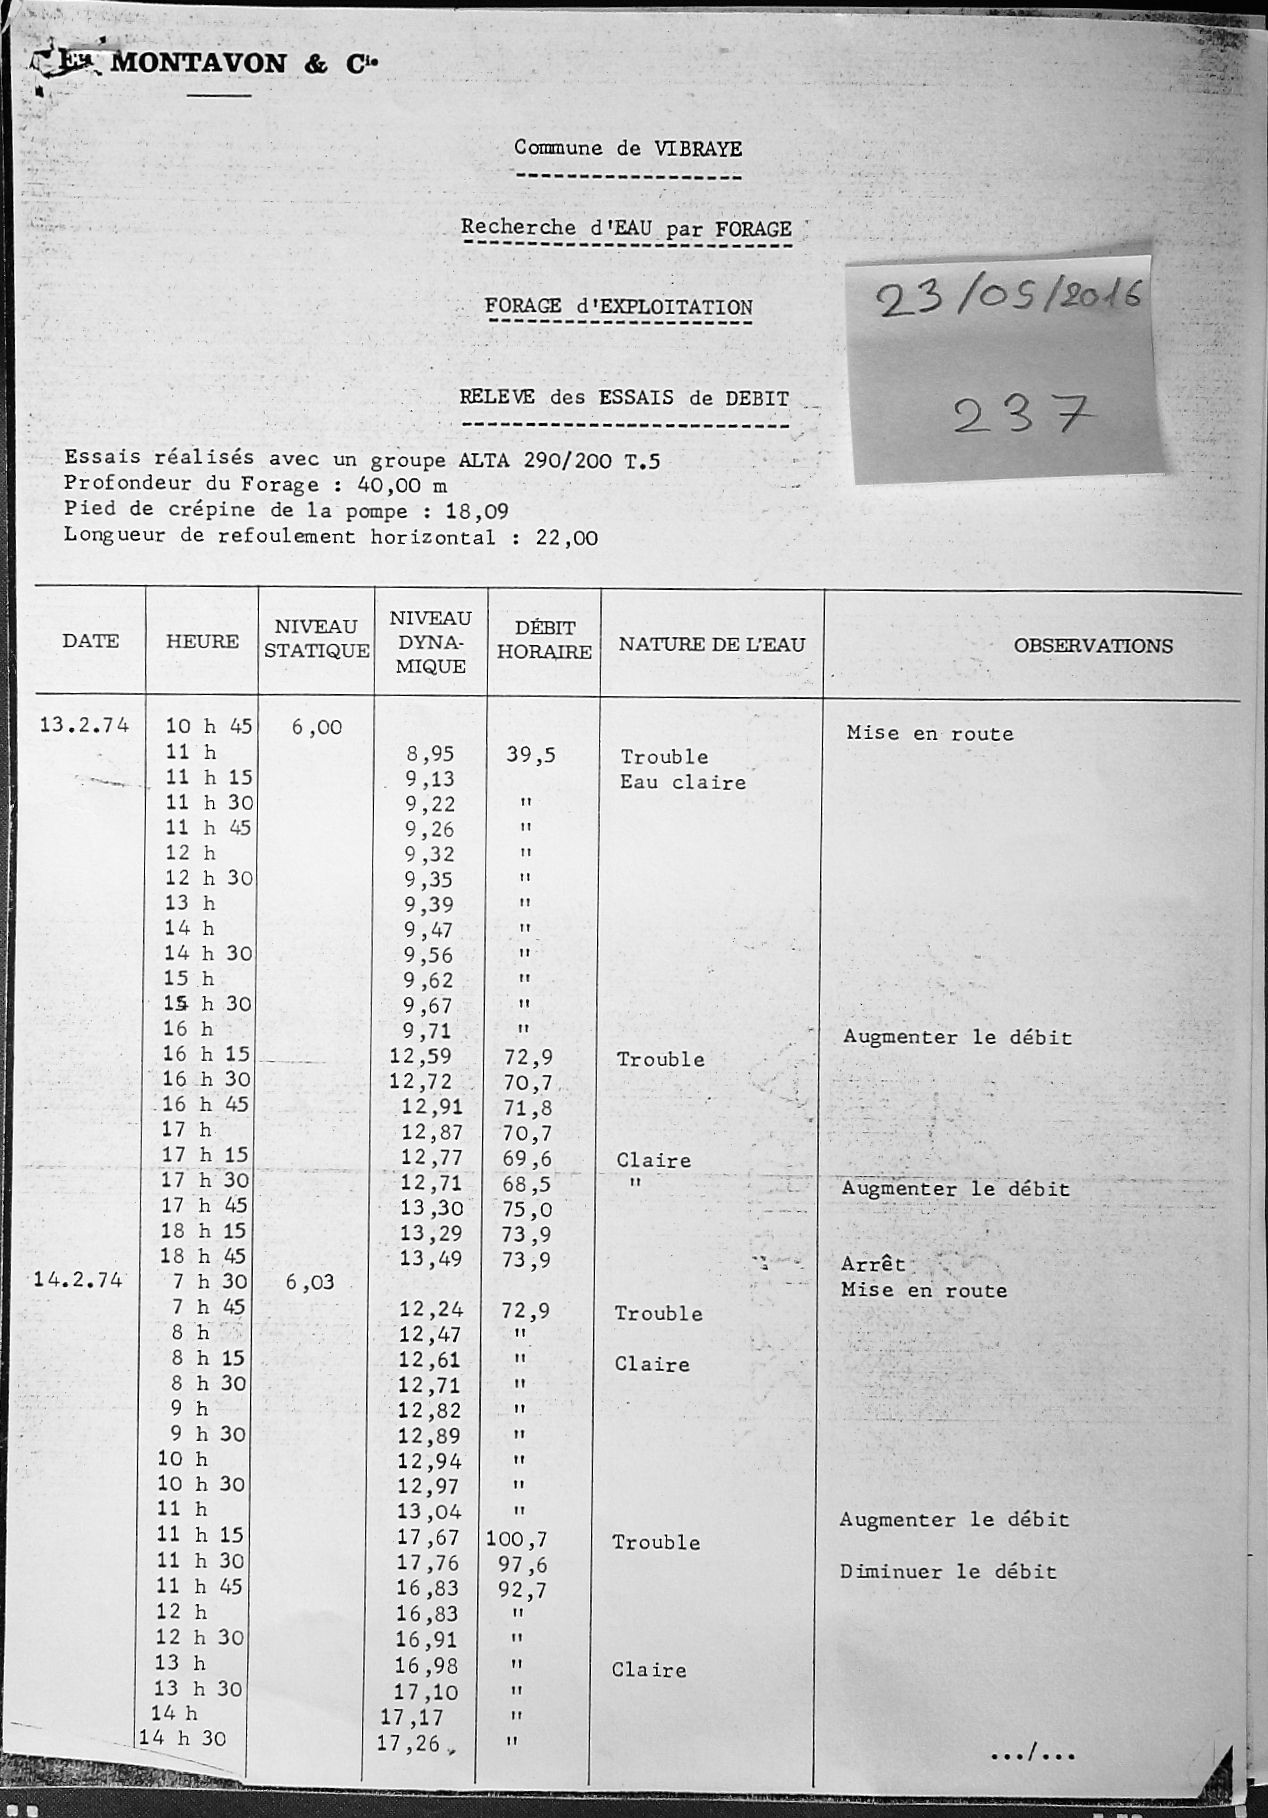 MONTAVON & Cie
Commune de VIBRAYE
Recherche d'EAU par FORAGE
FORAGE d'EXPLOITATION
23/05/2016
237
RELEVE des ESSAIS de DEBIT
Essais réalisés avec un groupe ALTA 290/200 T.5
Profondeur du Forage : 40,00 m
Pied de crépine de la pompe : 18,09
Longueur de refoulement horizontal : 22,00
DATE HEURE NIVEAU STATIQUE NIVEAU DYNA-MIQUE DÉBIT HORAIRE NATURE DE L'EAU OBSERVATIONS
13.2.74 10 h 45 6,00 Mise en route
11 h 8,95 39,5 Trouble
11 h 15 9,13 Eau claire
11 h 30 9,22 "
11 h 45 9,26 "
12 h 9,32 "
12 h 30 9,35 "
13 h 9,39 "
14 h 9,47 "
14 h 30 9,56 "
15 h 9,62 "
15 h 30 9,67 "
16 h 9,71 " Augmenter le débit
16 h 15 12,59 72,9 Trouble
16 h 30 12,72 70,7
16 h 45 12,91 71,8
17 h 12,87 70,7
17 h 15 12,77 69,6 Claire
17 h 30 12,71 68,5 " Augmenter le débit
17 h 45 13,30 75,0
18 h 15 13,29 73,9
18 h 45 13,49 73,9 Arrêt
14.2.74 7 h 30 6,03 Mise en route
7 h 45 12,24 72,9 Trouble
8 h 12,47 "
8 h 15 12,61 " Claire
8 h 30 12,71 "
9 h 12,82 "
9 h 30 12,89 "
10 h 12,94 "
10 h 30 12,97 "
11 h 13,04 " Augmenter le débit
11 h 15 17,67 100,7 Trouble
11 h 30 17,76 97,6 Diminuer le débit
11 h 45 16,83 92,7
12 h 16,83 "
12 h 30 16,91 "
13 h 16,98 " Claire
13 h 30 17,10 "
14 h 17,17 "
14 h 30 17,26 "
.../...